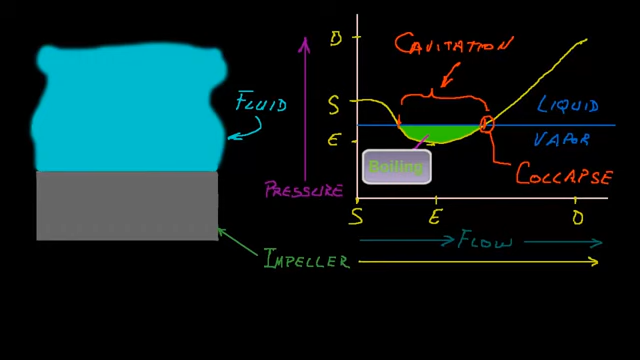 D
CAVITATION
FLUID
S
LIQUID
VAPOR
E
Boiling
COLLAPSE
PRESSURE
S
E
D
FLOW
IMPELLER